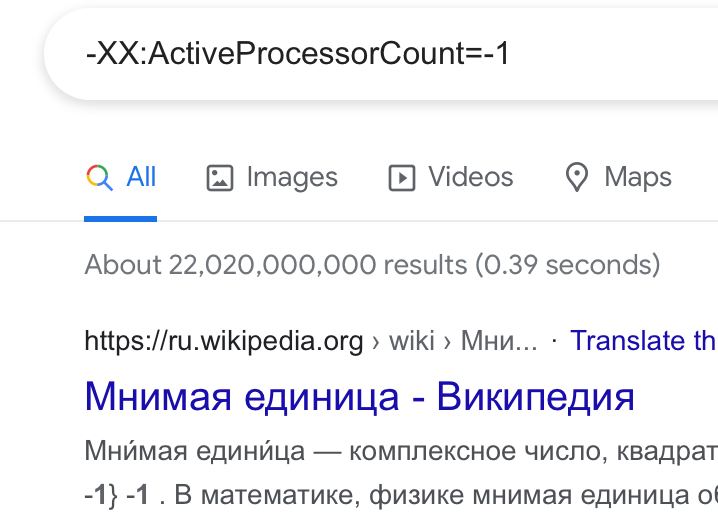 -XX:ActiveProcessorCount=-1
All Images Videos Maps
About 22,020,000,000 results (0.39 seconds)
https://ru.wikipedia.org › wiki › Мни... · Translate
Мнимая единица - Википедия
Мни́мая едини́ца — комплексное число,
-1} -1 . В математике, физике мнимая единица